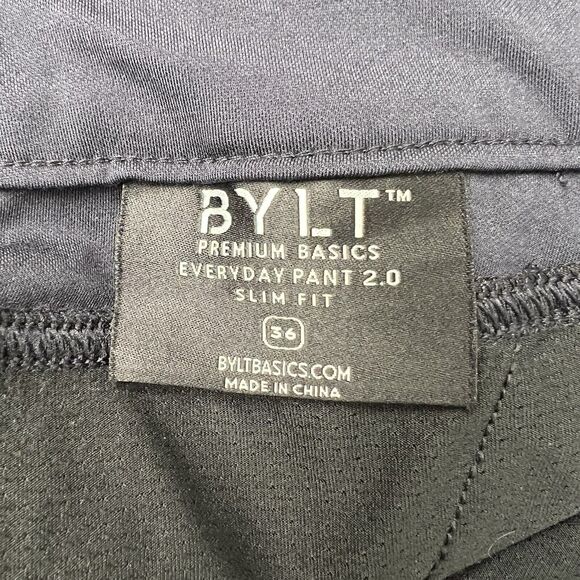 BYLT™
PREMIUM BASICS
EVERYDAY PANT 2.0
SLIM FIT
36
BYLTBASICS.COM
MADE IN CHINA